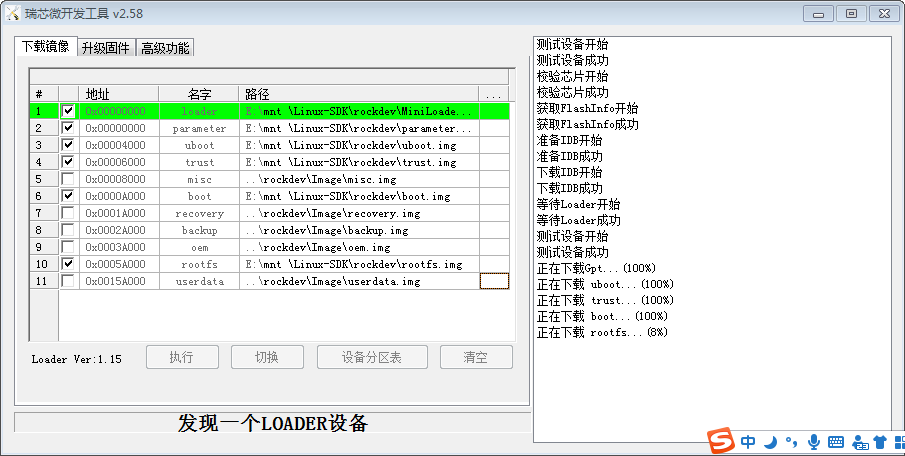 瑞芯微开发工具 v2.58
下载镜像 升级固件 高级功能
# 地址 名字 路径 ...
1 0x00000000 loader E:\mnt \Linux-SDK\rockdev\MiniLoade...
2 0x00000000 parameter E:\mnt \Linux-SDK\rockdev\parameter...
3 0x00004000 uboot E:\mnt \Linux-SDK\rockdev\uboot.img
4 0x00006000 trust E:\mnt \Linux-SDK\rockdev\trust.img
5 0x00008000 misc ..\rockdev\Image\misc.img
6 0x0000A000 boot E:\mnt \Linux-SDK\rockdev\boot.img
7 0x0001A000 recovery ..\rockdev\Image\recovery.img
8 0x0002A000 backup ..\rockdev\Image\backup.img
9 0x0003A000 oem ..\rockdev\Image\oem.img
10 0x0005A000 rootfs E:\mnt \Linux-SDK\rockdev\rootfs.img
11 0x0015A000 userdata ..\rockdev\Image\userdata.img
Loader Ver:1.15 执行 切换 设备分区表 清空
发现一个LOADER设备
测试设备开始
测试设备成功
校验芯片开始
校验芯片成功
获取FlashInfo开始
获取FlashInfo成功
准备IDB开始
准备IDB成功
下载IDB开始
下载IDB成功
等待Loader开始
等待Loader成功
测试设备开始
测试设备成功
正在下载Gpt...(100%)
正在下载 uboot...(100%)
正在下载 trust...(100%)
正在下载 boot...(100%)
正在下载 rootfs...(8%)
S 中
23